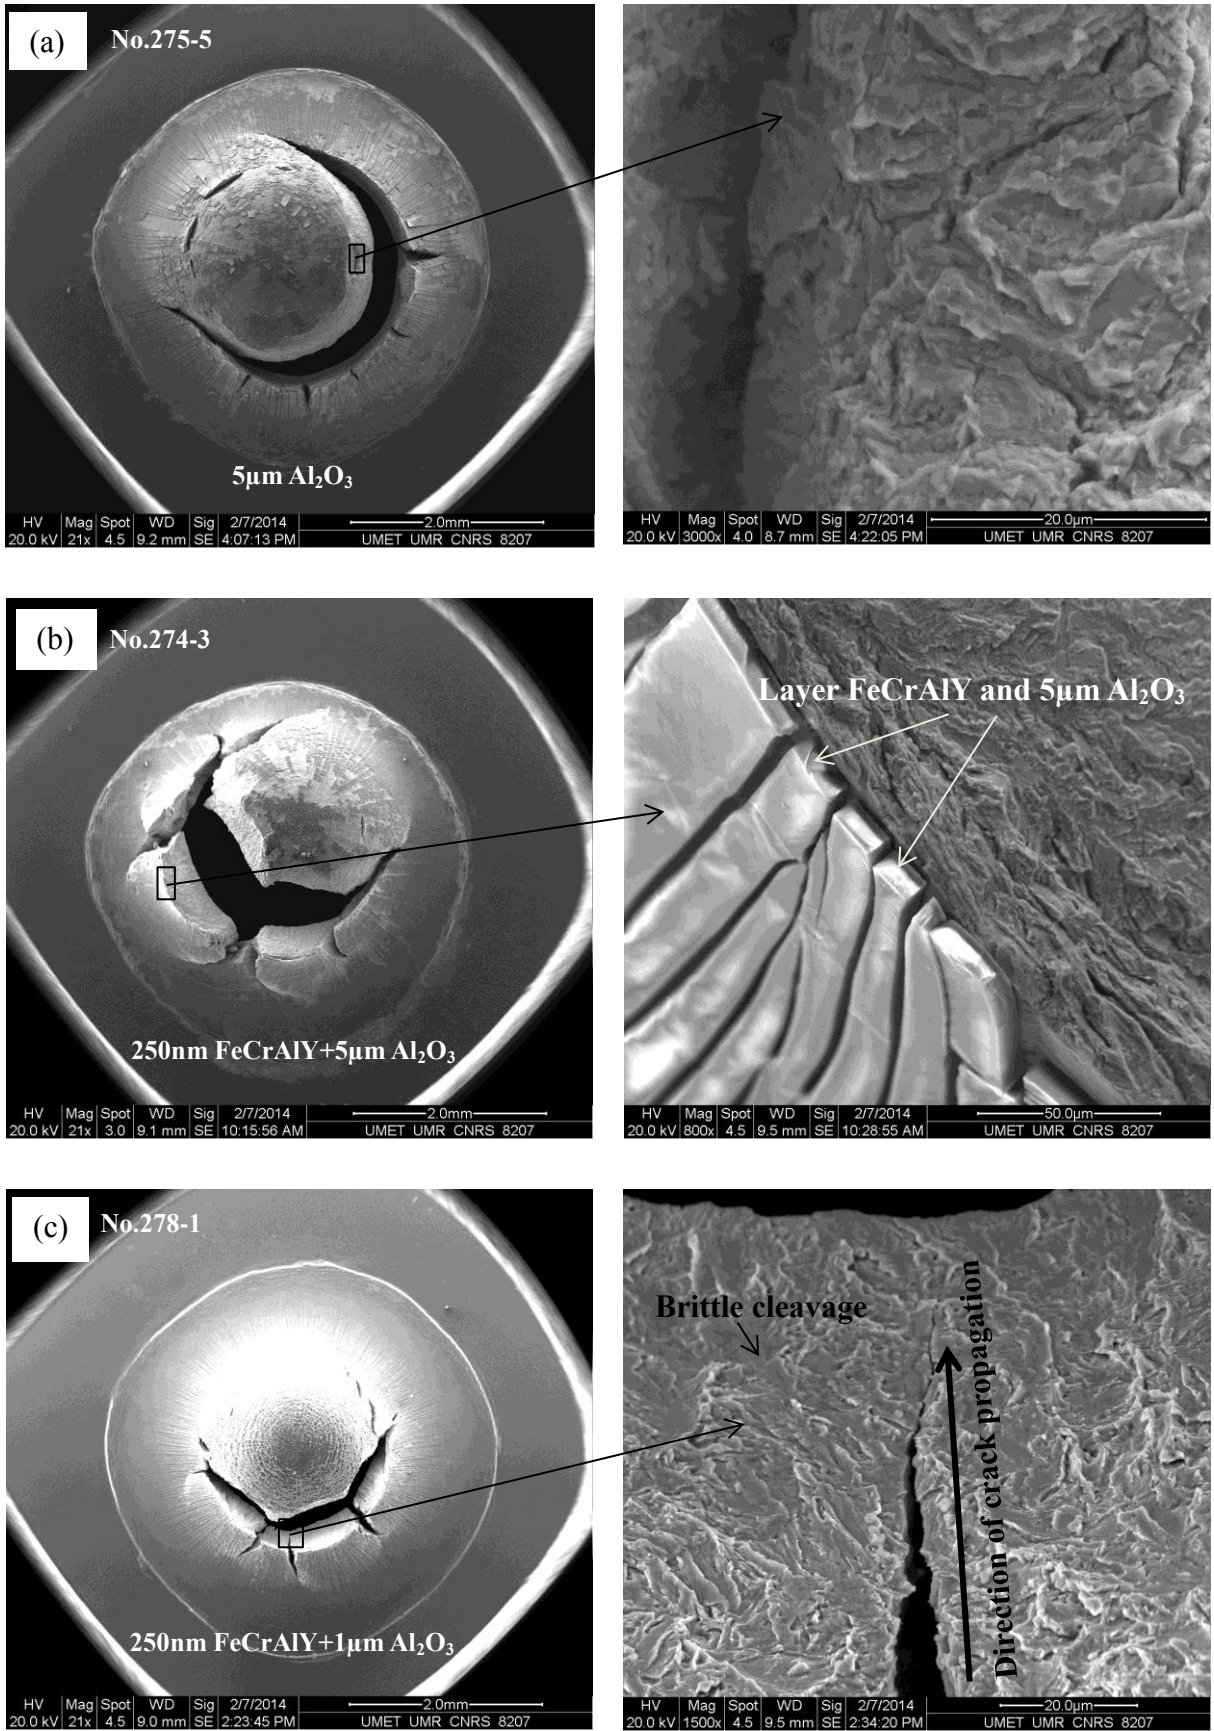 (a)
No.275-5
5µm Al₂O₃
HV Mag Spot WD Sig 2/7/2014 2.0mm
20.0 kV 21x 4.5 9.2 mm SE 4:07:13 PM UMET UMR CNRS 8207
HV Mag Spot WD Sig 2/7/2014 20.0µm
20.0 kV 3000x 4.0 8.7 mm SE 4:22:05 PM UMET UMR CNRS 8207
(b)
No.274-3
250nm FeCrAlY+5µm Al₂O₃
HV Mag Spot WD Sig 2/7/2014 2.0mm
20.0 kV 21x 3.0 9.1 mm SE 10:15:56 AM UMET UMR CNRS 8207
Layer FeCrAlY and 5µm Al₂O₃
HV Mag Spot WD Sig 2/7/2014 50.0µm
20.0 kV 800x 4.5 9.5 mm SE 10:28:55 AM UMET UMR CNRS 8207
(c)
No.278-1
250nm FeCrAlY+1µm Al₂O₃
HV Mag Spot WD Sig 2/7/2014 2.0mm
20.0 kV 21x 4.5 9.0 mm SE 2:23:45 PM UMET UMR CNRS 8207
Brittle cleavage
Direction of crack propagation
HV Mag Spot WD Sig 2/7/2014 20.0µm
20.0 kV 1500x 4.5 9.5 mm SE 2:34:20 PM UMET UMR CNRS 8207